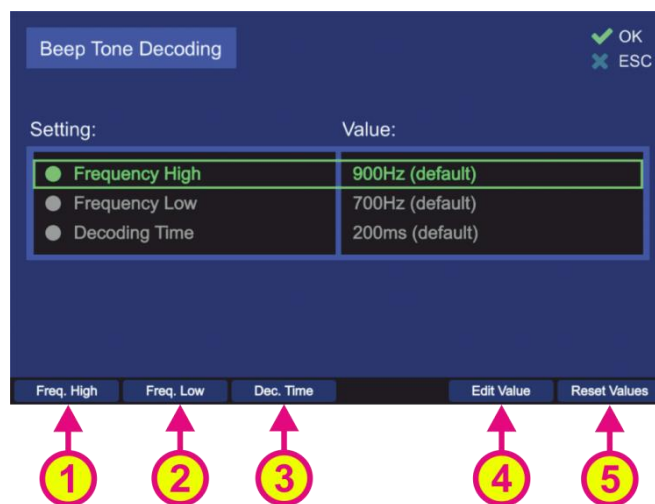 Beep Tone Decoding
OK
ESC
Setting: Value:
Frequency High 900Hz (default)
Frequency Low 700Hz (default)
Decoding Time 200ms (default)
Freq. High Freq. Low Dec. Time Edit Value Reset Values
1 2 3 4 5